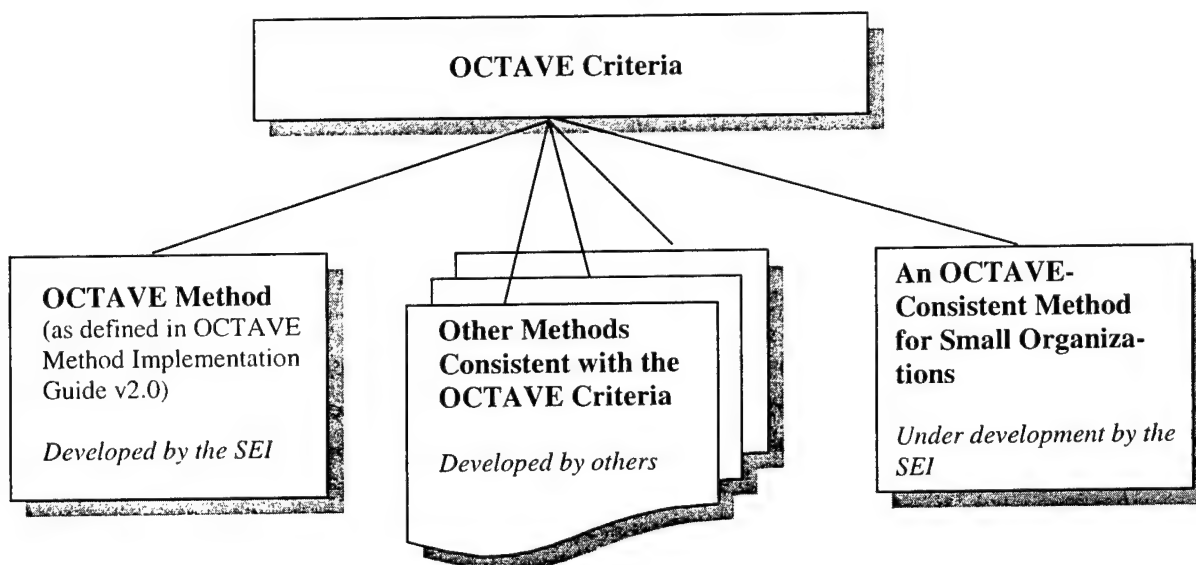 OCTAVE Criteria
OCTAVE Method
(as defined in OCTAVE
Method Implementation
Guide v2.0)
Developed by the SEI
Other Methods
Consistent with the
OCTAVE Criteria
Developed by others
An OCTAVE-
Consistent Method
for Small Organiza-
tions
Under development by the
SEI